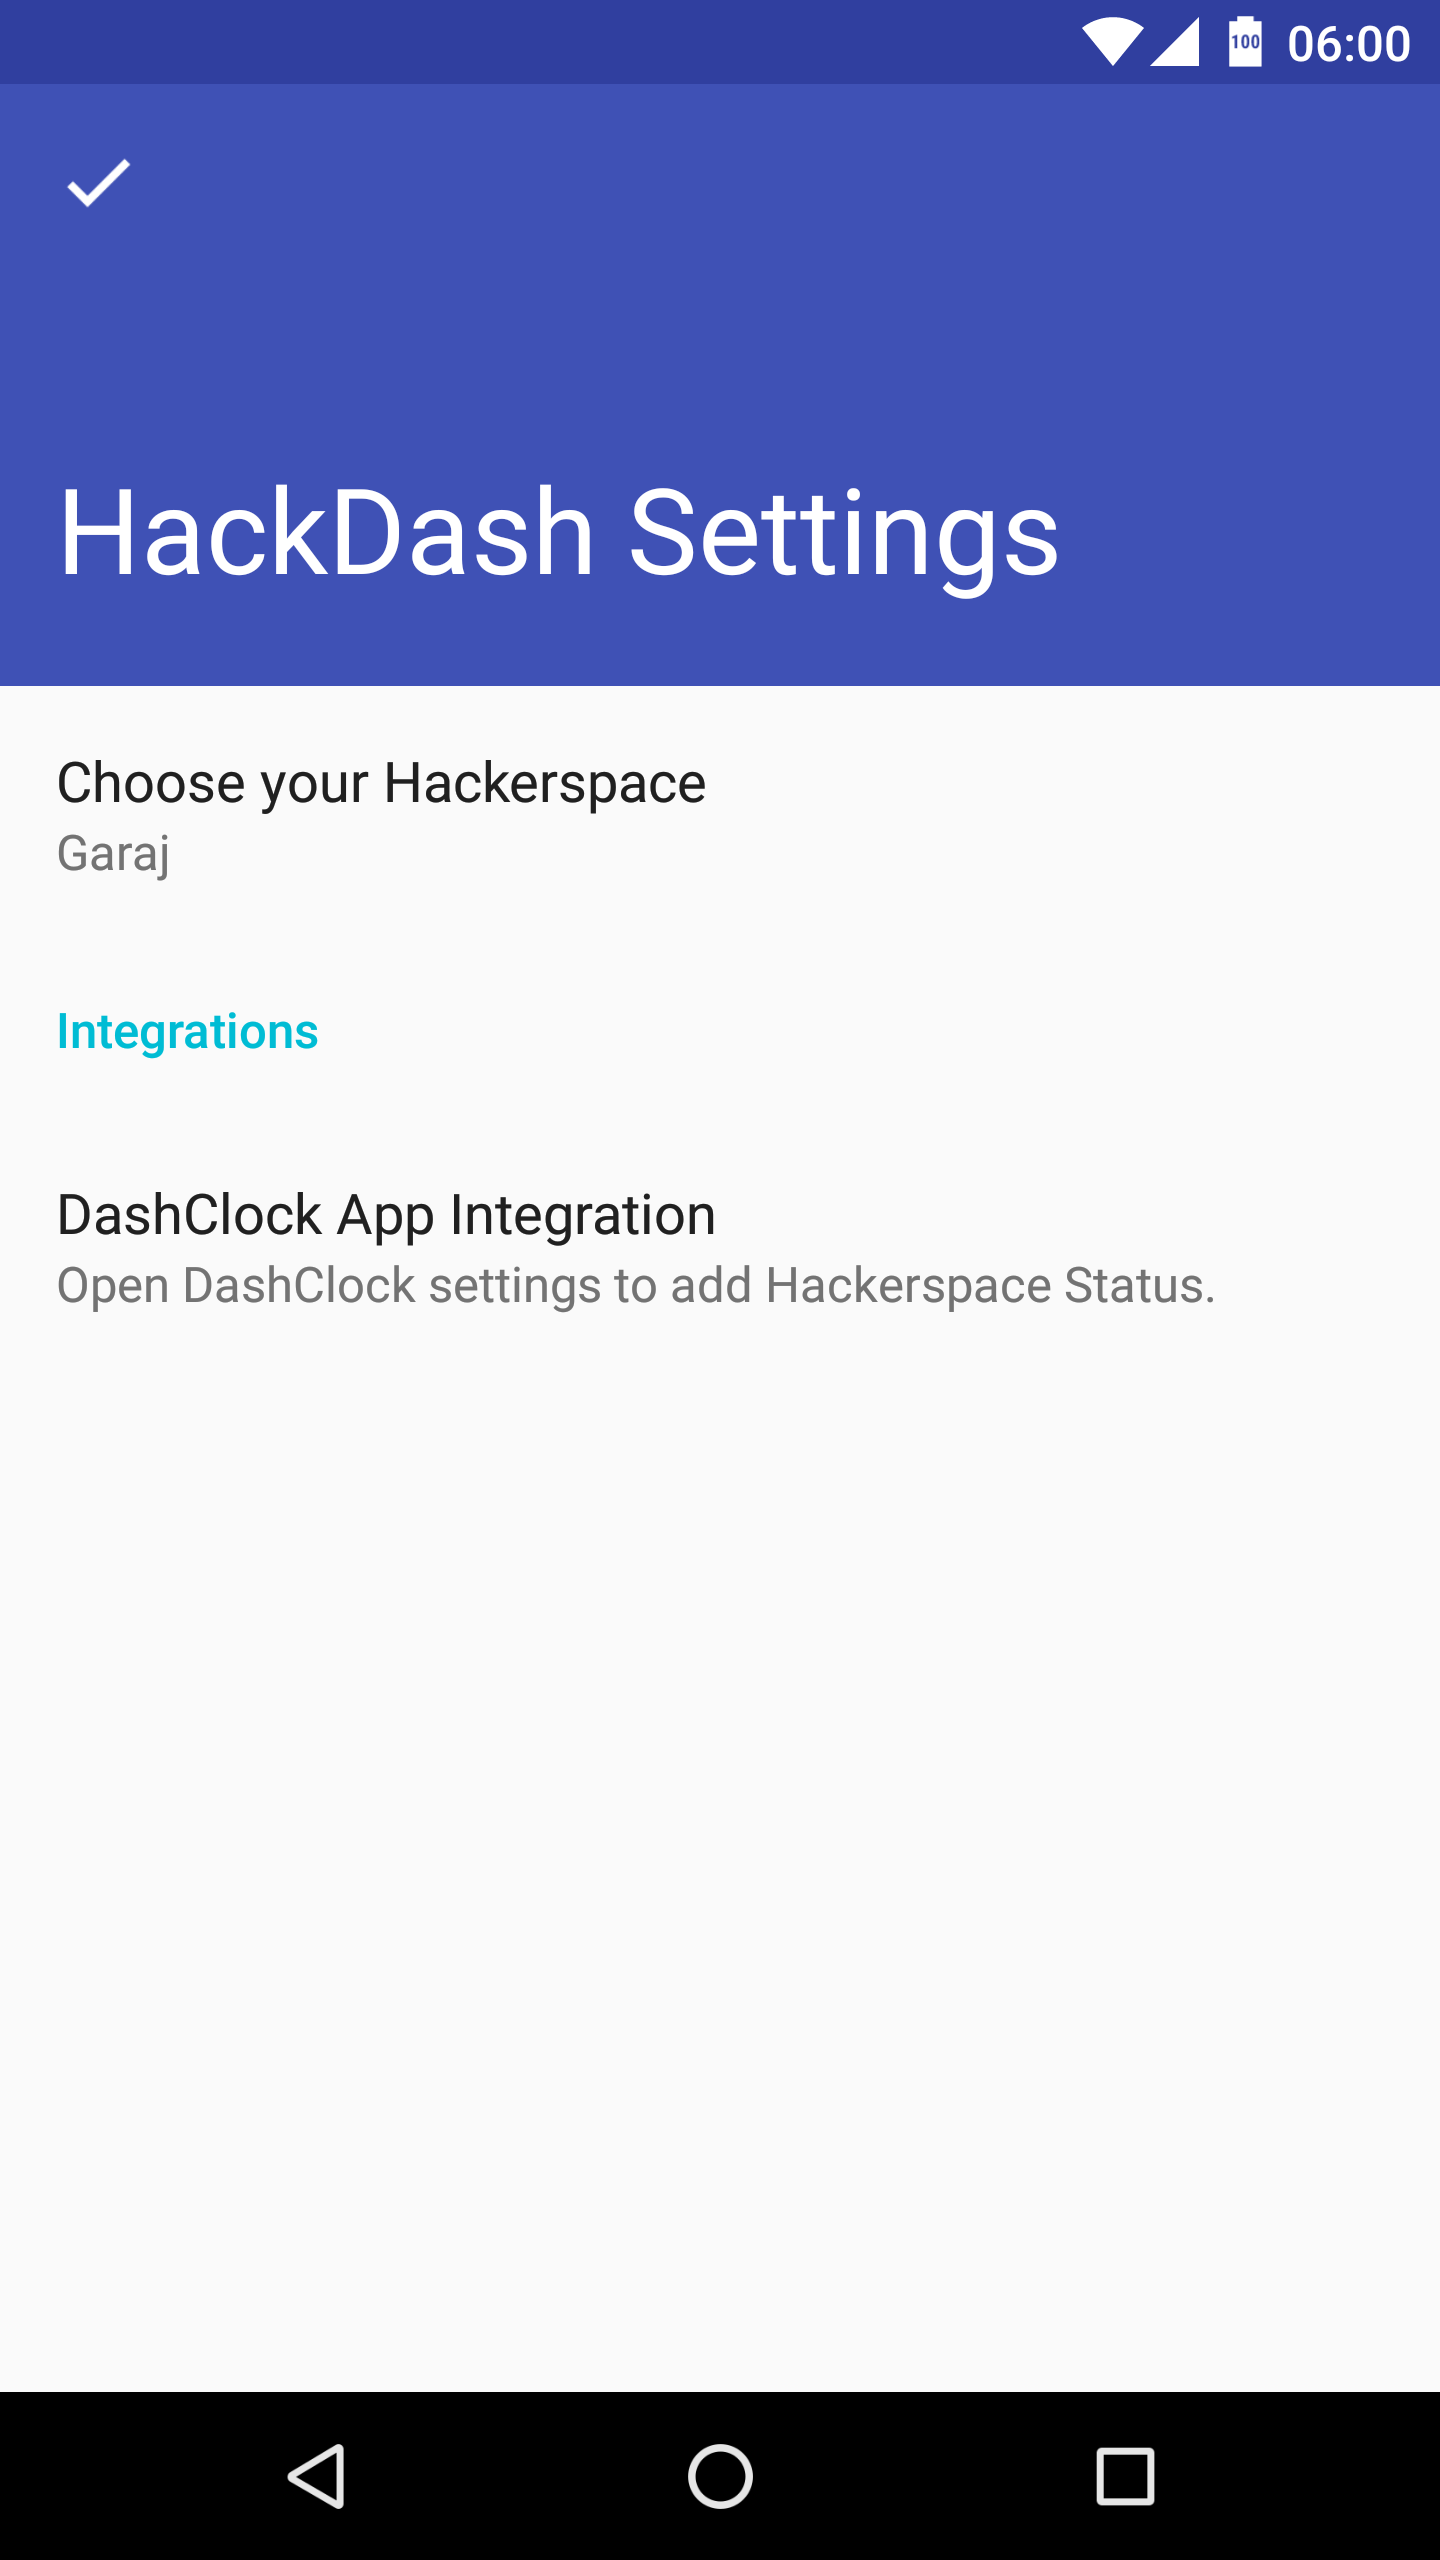 100 06:00
HackDash Settings
Choose your Hackerspace
Garaj
Integrations
DashClock App Integration
Open DashClock settings to add Hackerspace Status.